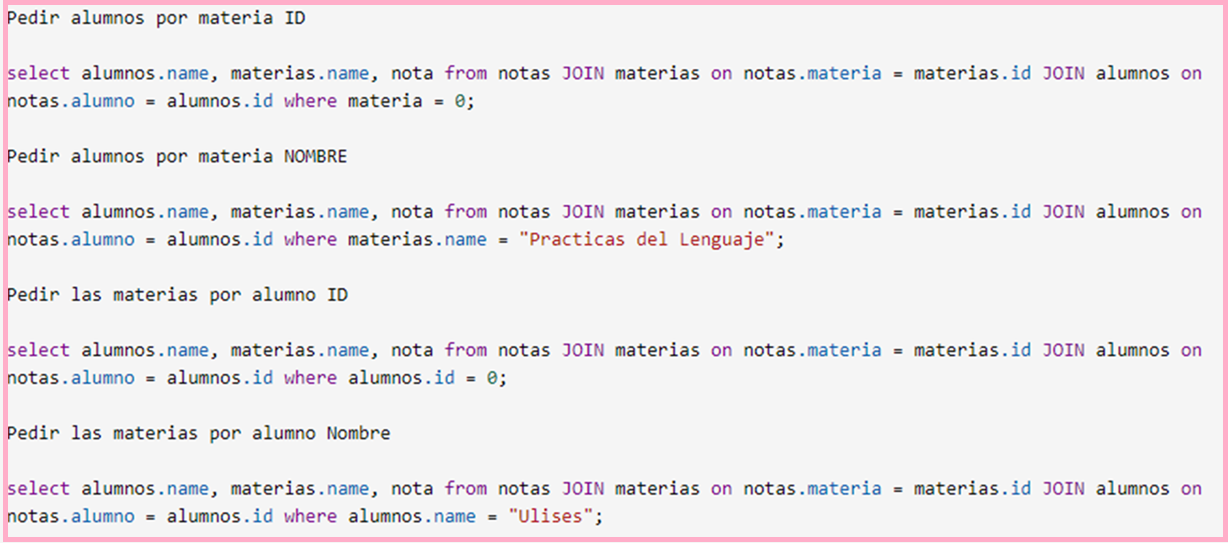 Pedir alumnos por materia ID
select alumnos.name, materias.name, nota from notas JOIN materias on notas.materia = materias.id JOIN alumnos on
notas.alumno = alumnos.id where materia = 0;
Pedir alumnos por materia NOMBRE
select alumnos.name, materias.name, nota from notas JOIN materias on notas.materia = materias.id JOIN alumnos on
notas.alumno = alumnos.id where materias.name = "Practicas del Lenguaje";
Pedir las materias por alumno ID
select alumnos.name, materias.name, nota from notas JOIN materias on notas.materia = materias.id JOIN alumnos on
notas.alumno = alumnos.id where alumnos.id = 0;
Pedir las materias por alumno Nombre
select alumnos.name, materias.name, nota from notas JOIN materias on notas.materia = materias.id JOIN alumnos on
notas.alumno = alumnos.id where alumnos.name = "Ulises";